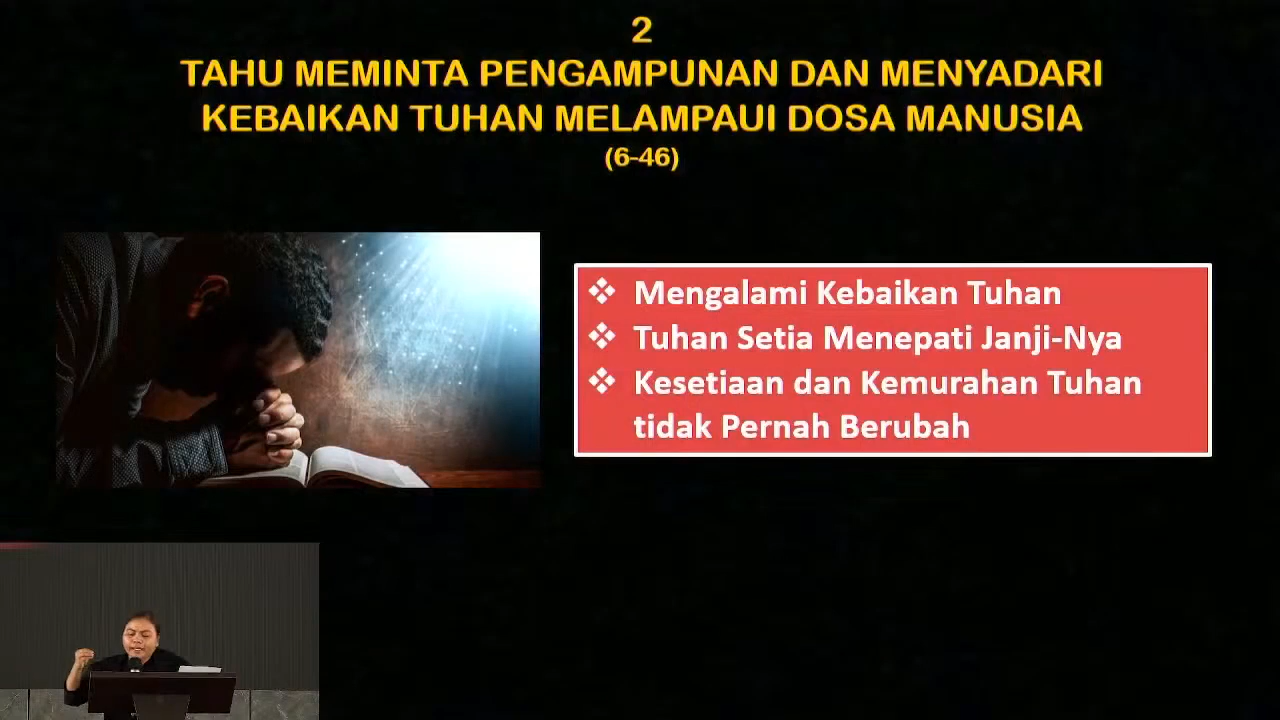 2
TAHU MEMINTA PENGAMPUNAN DAN MENYADARI
KEBAIKAN TUHAN MELAMPAUI DOSA MANUSIA
(6-46)
❖ Mengalami Kebaikan Tuhan
❖ Tuhan Setia Menepati Janji-Nya
❖ Kesetiaan dan Kemurahan Tuhan
tidak Pernah Berubah